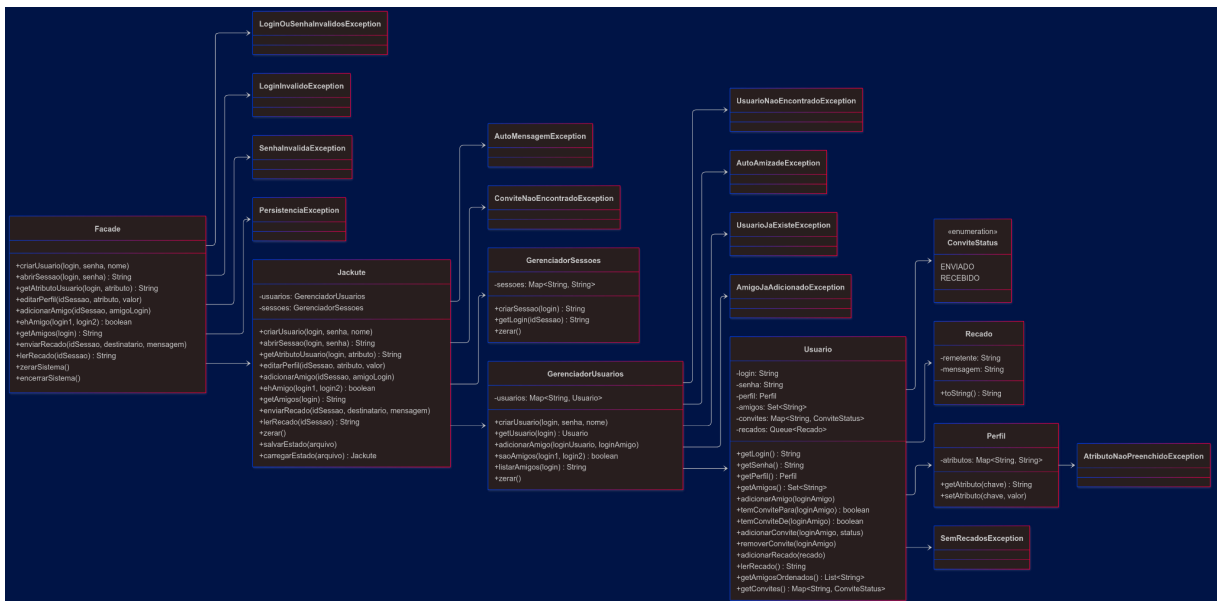 LoginOuSenhaInvalidosException
LoginInvalidoException
SenhaInvalidaException
PersistenciaException
Facade
+criarUsuario(login, senha, nome)
+abrirSessao(login, senha) : String
+getAtributoUsuario(login, atributo) : String
+editarPerfil(idSessao, atributo, valor)
+adicionarAmigo(idSessao, amigoLogin)
+ehAmigo(login1, login2) : boolean
+getAmigos(login) : String
+enviarRecado(idSessao, destinatario, mensagem)
+lerRecado(idSessao) : String
+zerarSistema()
+encerrarSistema()
Jackute
-usuarios: GerenciadorUsuarios
-sessoes: GerenciadorSessoes
+criarUsuario(login, senha, nome)
+abrirSessao(login, senha) : String
+getAtributoUsuario(login, atributo) : String
+editarPerfil(idSessao, atributo, valor)
+adicionarAmigo(idSessao, amigoLogin)
+ehAmigo(login1, login2) : boolean
+getAmigos(login) : String
+enviarRecado(idSessao, destinatario, mensagem)
+lerRecado(idSessao) : String
+zerar()
+salvarEstado(arquivo)
+carregarEstado(arquivo) : Jackute
AutoMensagemException
ConviteNaoEncontradoException
GerenciadorSessoes
-sessoes: Map<String, String>
+criarSessao(login) : String
+getLogin(idSessao) : String
+zerar()
GerenciadorUsuarios
-usuarios: Map<String, Usuario>
+criarUsuario(login, senha, nome)
+getUsuario(login) : Usuario
+adicionarAmigo(loginUsuario, loginAmigo)
+saoAmigos(login1, login2) : boolean
+listarAmigos(login) : String
+zerar()
UsuarioNaoEncontradoException
AutoAmizadeException
UsuarioJaExisteException
AmigoJaAdicionadoException
Usuario
-login: String
-senha: String
-perfil: Perfil
-amigos: Set<String>
-convites: Map<String, ConviteStatus>
-recados: Queue<Recado>
+getLogin() : String
+getSenha() : String
+getPerfil() : Perfil
+getAmigos() : Set<String>
+adicionarAmigo(loginAmigo)
+temConvitePara(loginAmigo) : boolean
+temConviteDe(loginAmigo) : boolean
+adicionarConvite(loginAmigo, status)
+removerConvite(loginAmigo)
+adicionarRecado(recado)
+lerRecado() : String
+getAmigosOrdenados() : List<String>
+getConvites() : Map<String, ConviteStatus>
«enumeration»
ConviteStatus
ENVIADO
RECEBIDO
Recado
-remetente: String
-mensagem: String
+toString() : String
Perfil
-atributos: Map<String, String>
+getAtributo(chave) : String
+setAtributo(chave, valor)
SemRecadosException
AtributoNaoPreenchidoException